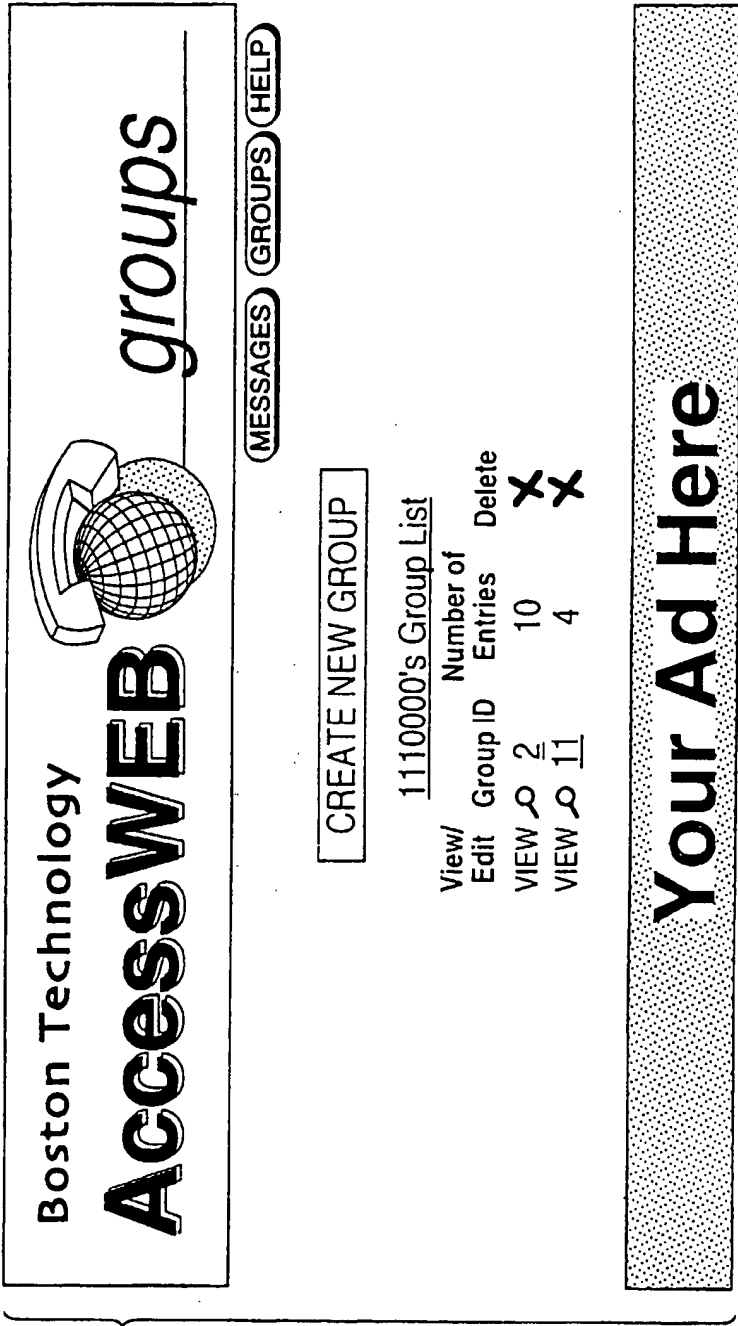 Boston Technology
AccessWEB groups
MESSAGES GROUPS HELP
CREATE NEW GROUP
1110000's Group List
View/ Number of
Edit Group ID Entries Delete
VIEW 2 10 X
VIEW 11 4 X
Your Ad Here